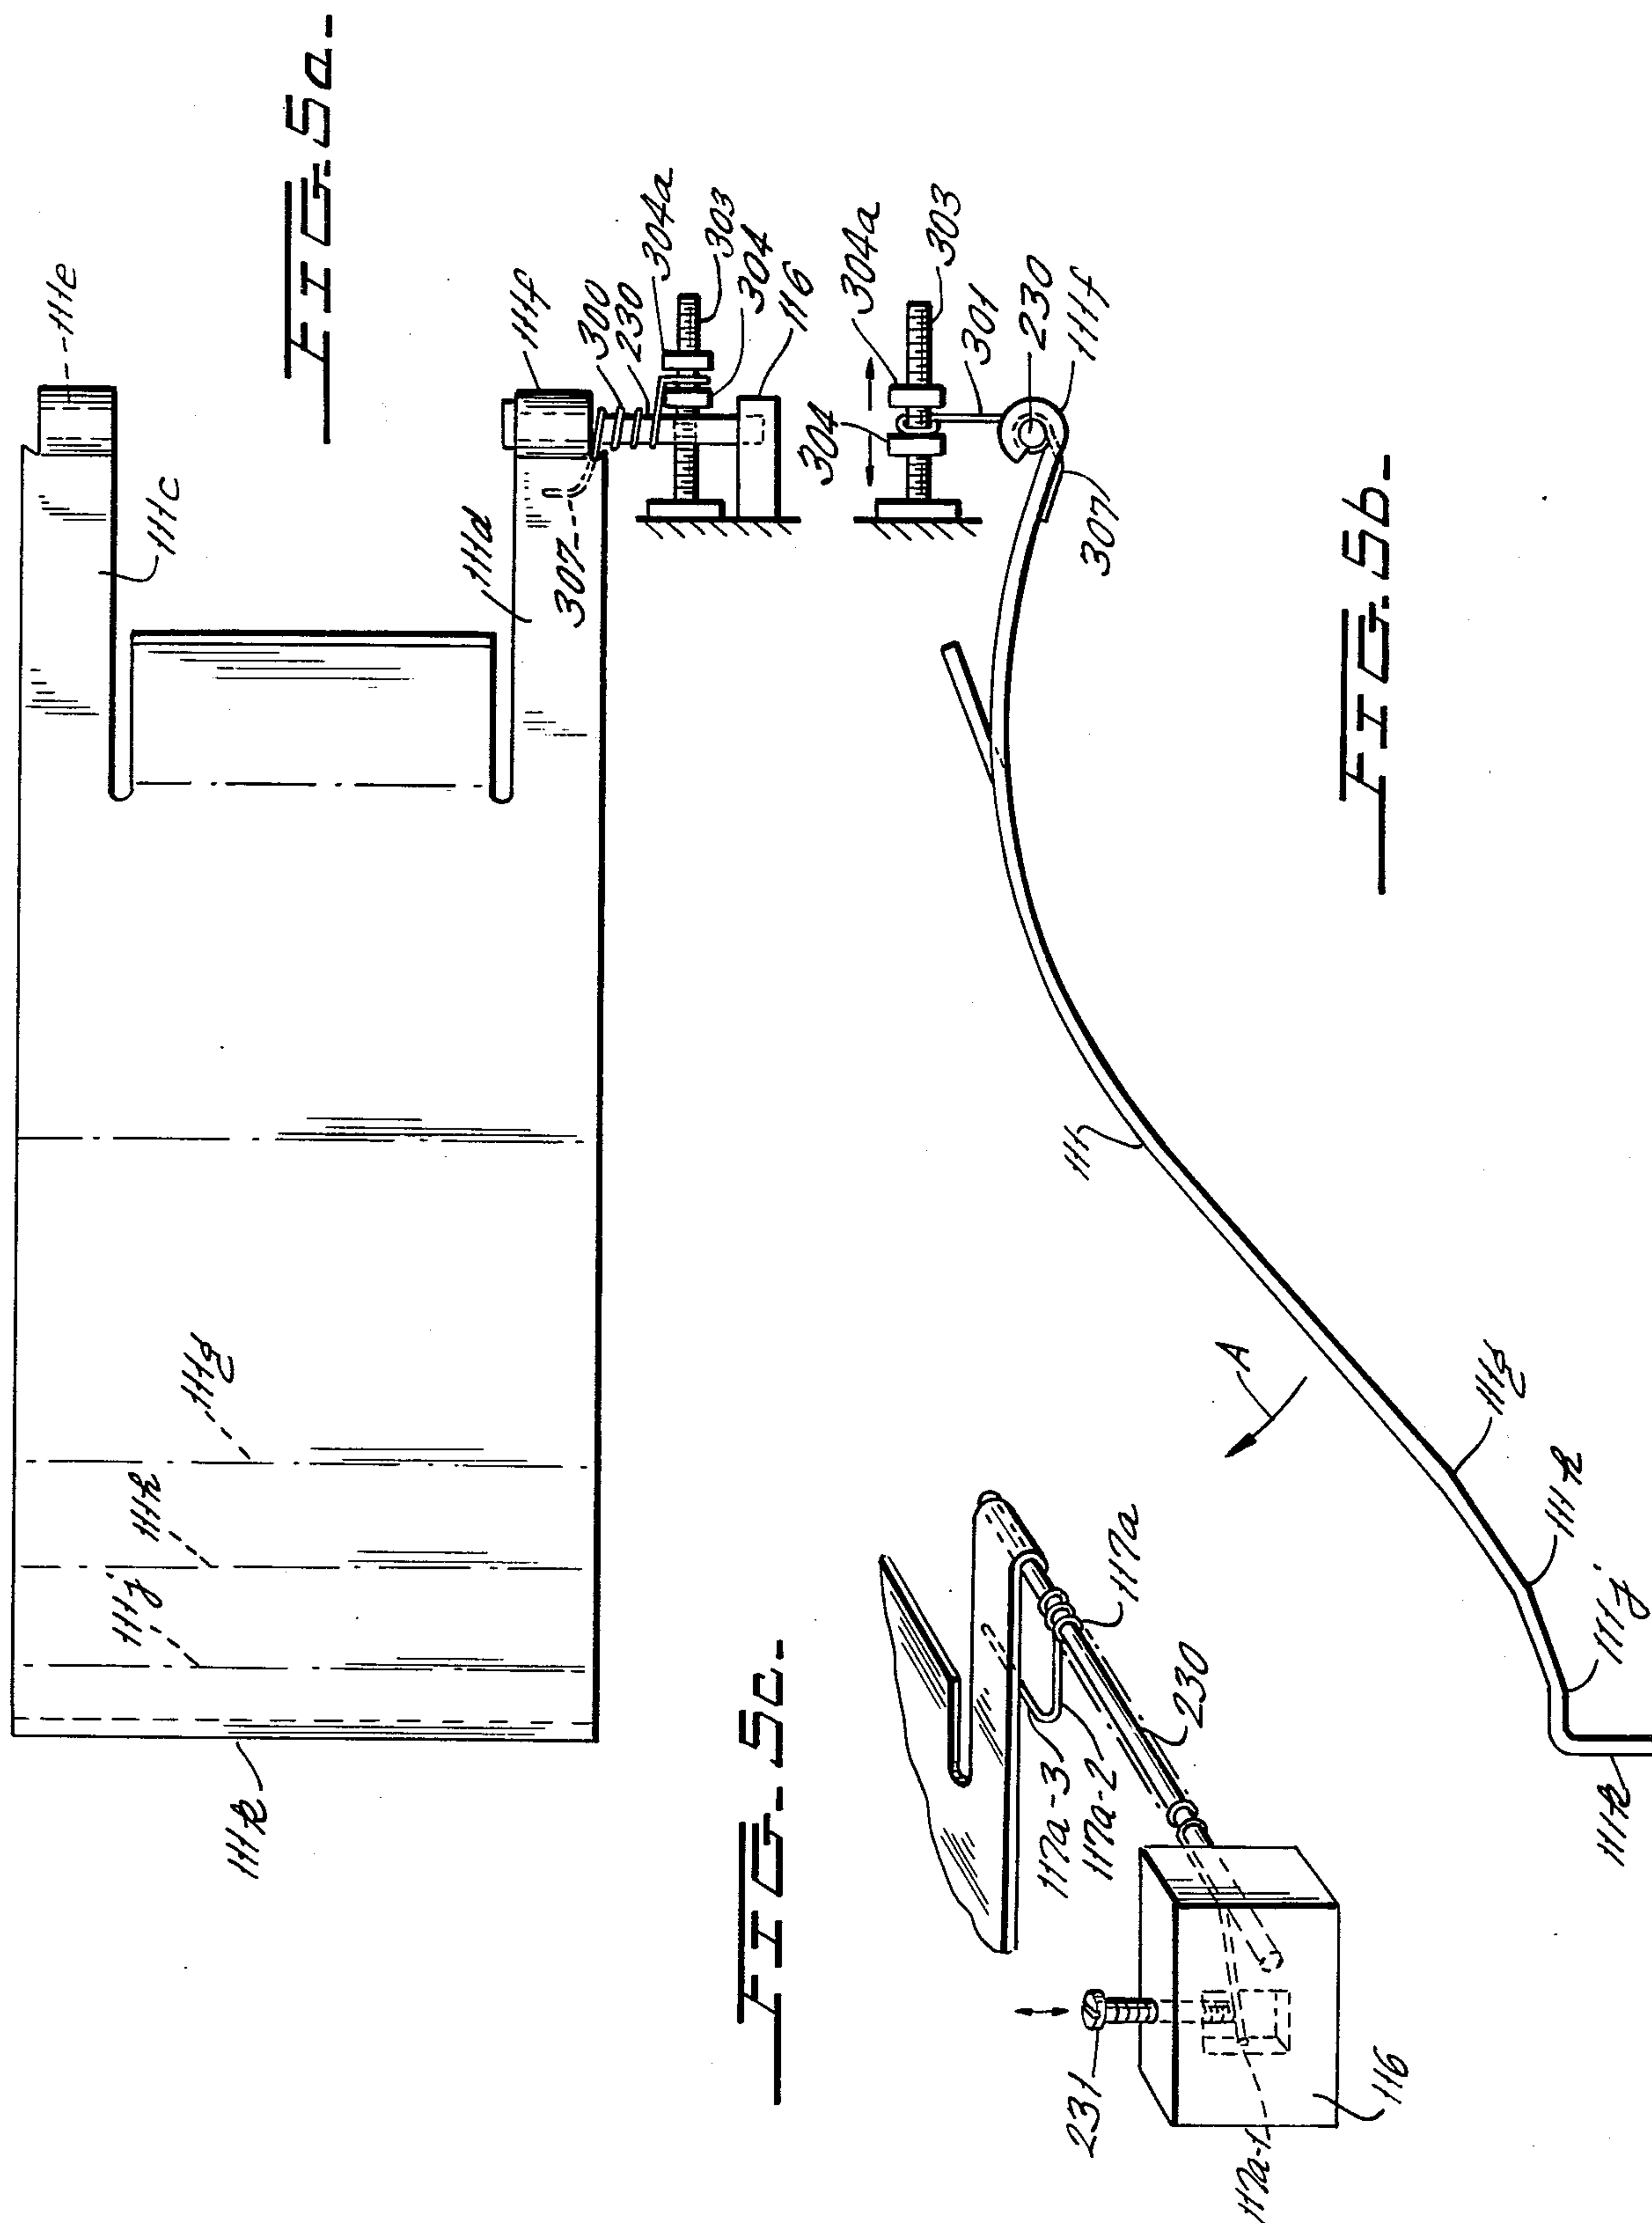 FIG. 5a.
111e
111c
111f
300
230
304a
303
304
116
111d
307
111g
111h
111j
111k
FIG. 5b.
304
304a
303
301
230
111f
307
111
A
111g
111h
111j
111k
FIG. 5c.
117a
230
117a-3
117a-2
231
116
117a-1